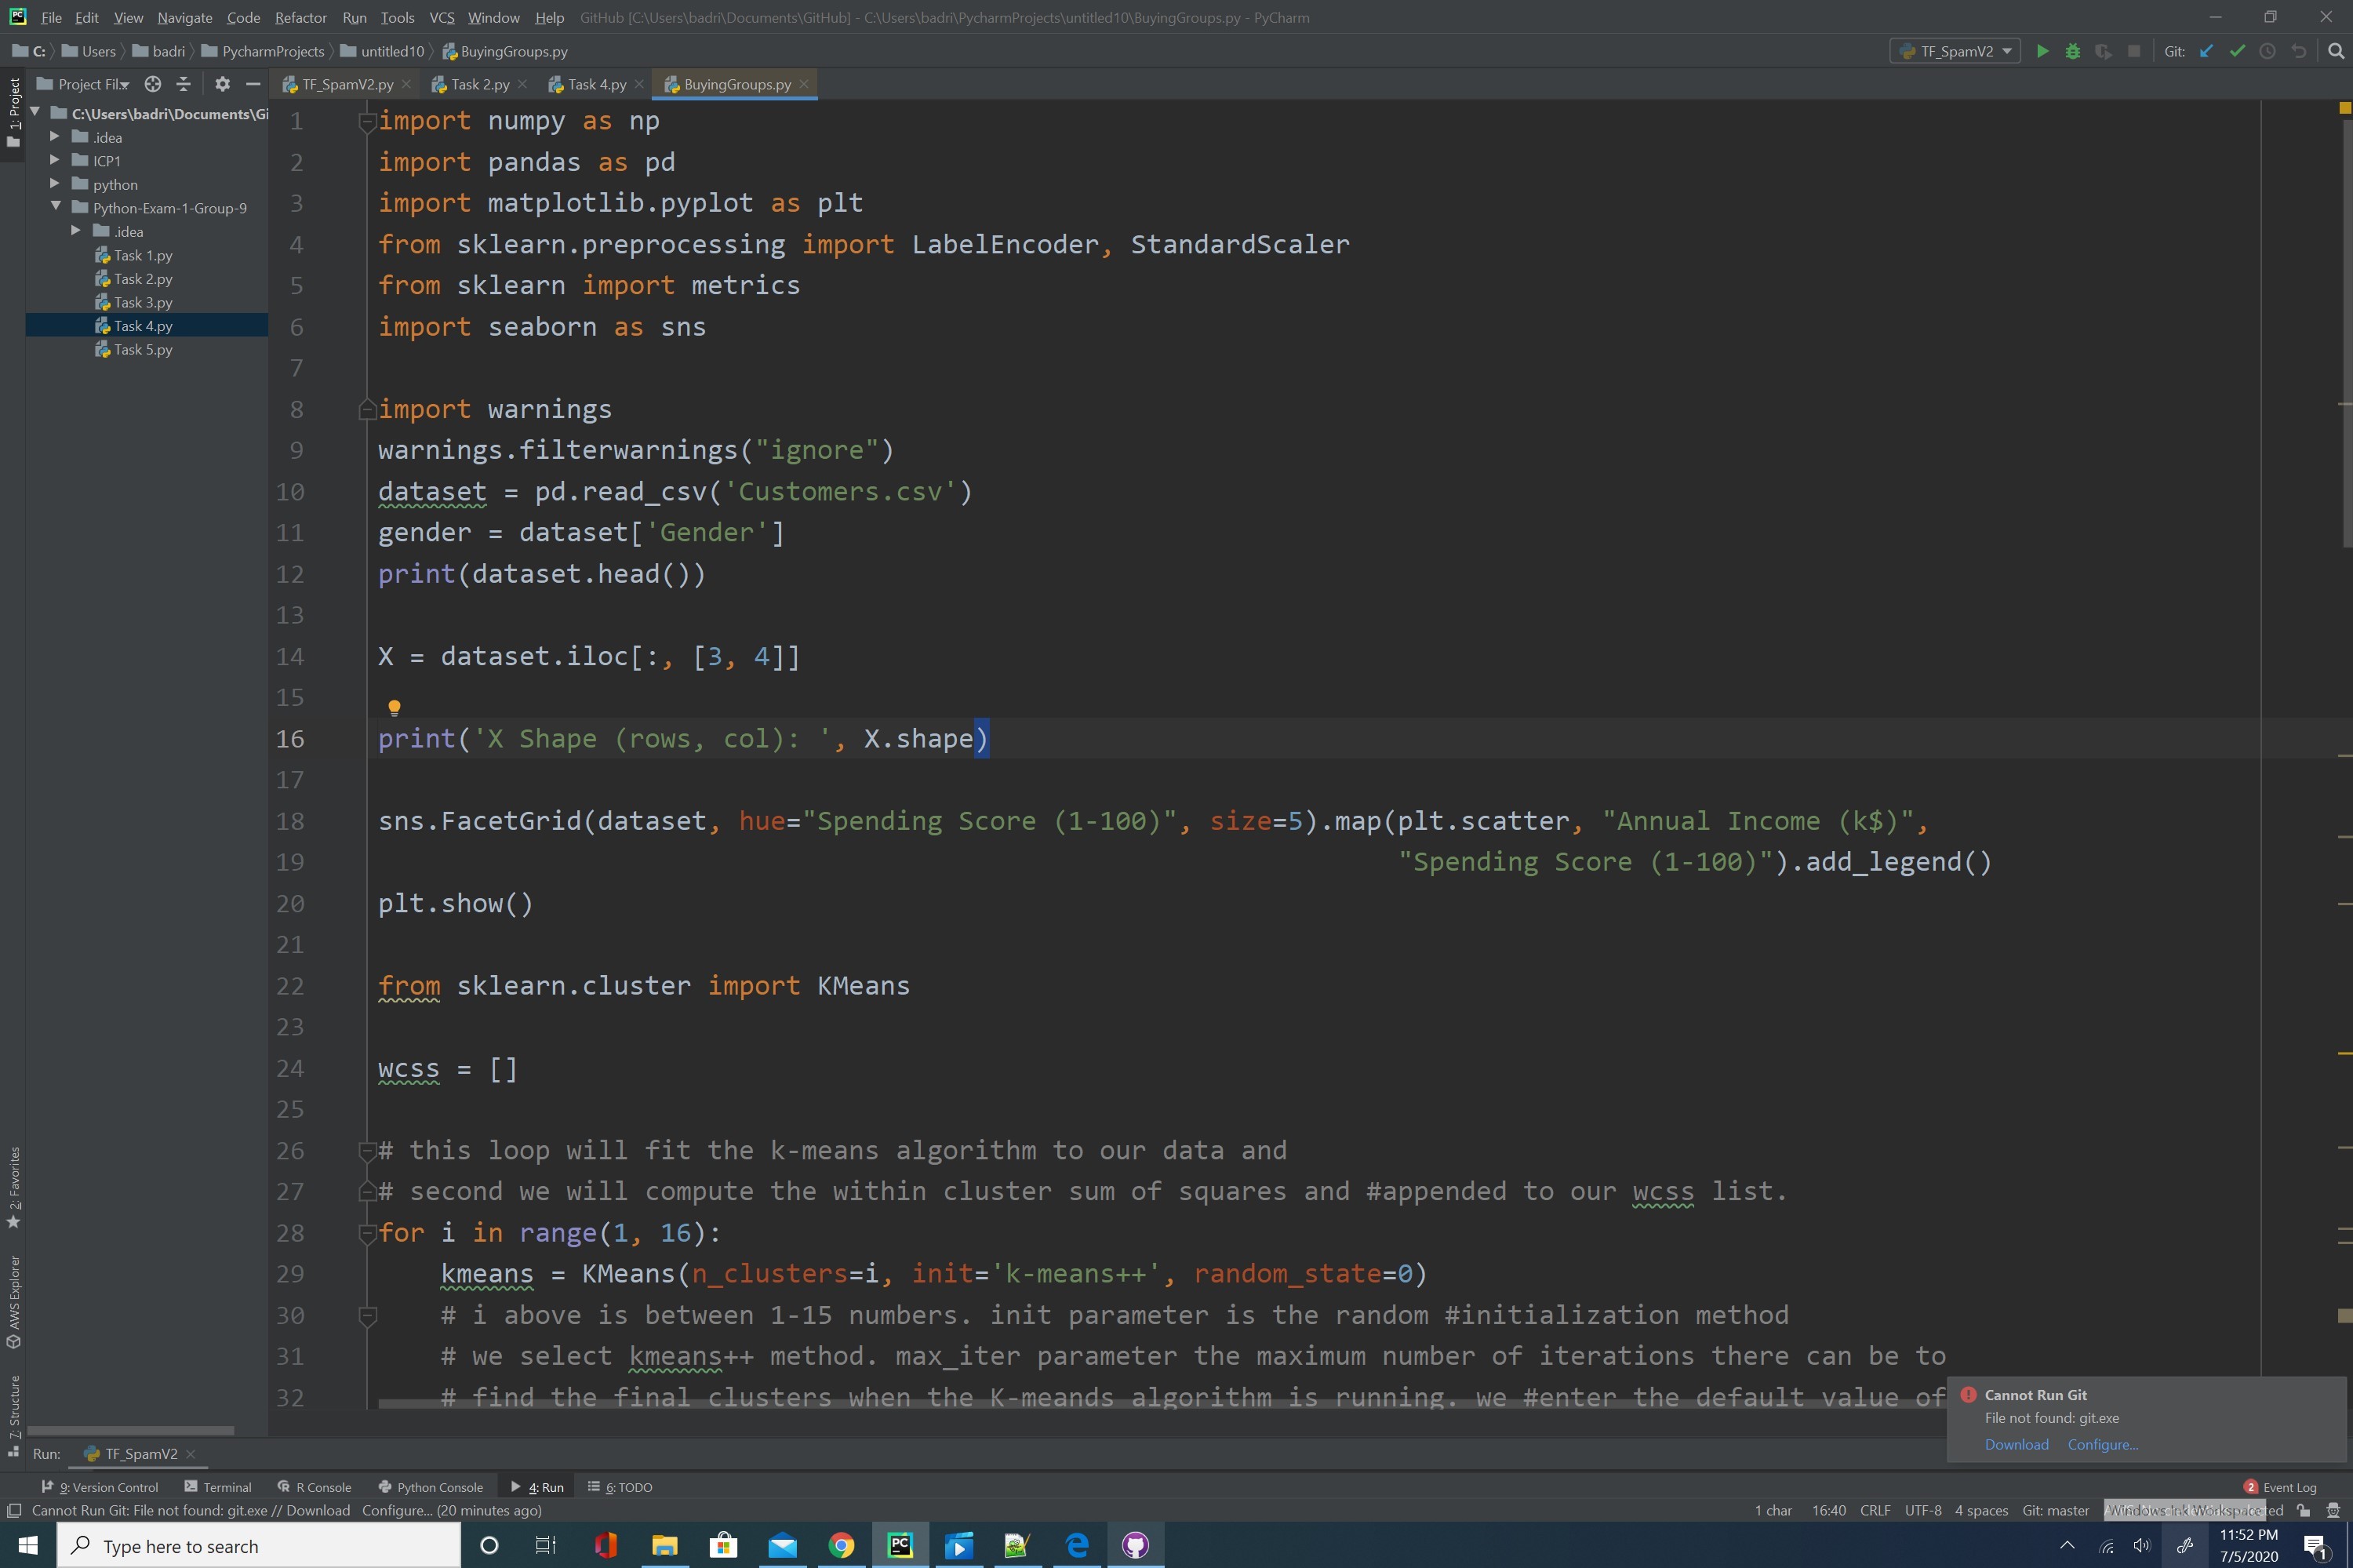 File Edit View Navigate Code Refactor Run Tools VCS Window Help GitHub [C:\Users\badri\Documents\GitHub] - C:\Users\badri\PycharmProjects\untitled10\BuyingGroups.py - PyCharm
C: Users badri PycharmProjects untitled10 BuyingGroups.py TF_SpamV2 Git:
1: Project
Project Fil.. TF_SpamV2.py Task 2.py Task 4.py BuyingGroups.py
C:\Users\badri\Documents\Gi
.idea
ICP1
python
Python-Exam-1-Group-9
.idea
Task 1.py
Task 2.py
Task 3.py
Task 4.py
Task 5.py
1 import numpy as np
2 import pandas as pd
3 import matplotlib.pyplot as plt
4 from sklearn.preprocessing import LabelEncoder, StandardScaler
5 from sklearn import metrics
6 import seaborn as sns
7
8 import warnings
9 warnings.filterwarnings("ignore")
10 dataset = pd.read_csv('Customers.csv')
11 gender = dataset['Gender']
12 print(dataset.head())
13
14 X = dataset.iloc[:, [3, 4]]
15
16 print('X Shape (rows, col): ', X.shape)
17
18 sns.FacetGrid(dataset, hue="Spending Score (1-100)", size=5).map(plt.scatter, "Annual Income (k$)",
19 "Spending Score (1-100)").add_legend()
20 plt.show()
21
22 from sklearn.cluster import KMeans
23
24 wcss = []
25
26 # this loop will fit the k-means algorithm to our data and
27 # second we will compute the within cluster sum of squares and #appended to our wcss list.
28 for i in range(1, 16):
29 kmeans = KMeans(n_clusters=i, init='k-means++', random_state=0)
30 # i above is between 1-15 numbers. init parameter is the random #initialization method
31 # we select kmeans++ method. max_iter parameter the maximum number of iterations there can be to
32 # find the final clusters when the K-meands algorithm is running. we #enter the default value of
2: Favorites
AWS Explorer
7: Structure
Cannot Run Git
File not found: git.exe
Download Configure...
Run: TF_SpamV2
9: Version Control Terminal R Console Python Console 4: Run 6: TODO 2 Event Log
Cannot Run Git: File not found: git.exe // Download Configure... (20 minutes ago) 1 char 16:40 CRLF UTF-8 4 spaces Git: master Windows Ink Workspace
Type here to search
11:52 PM
7/5/2020
1